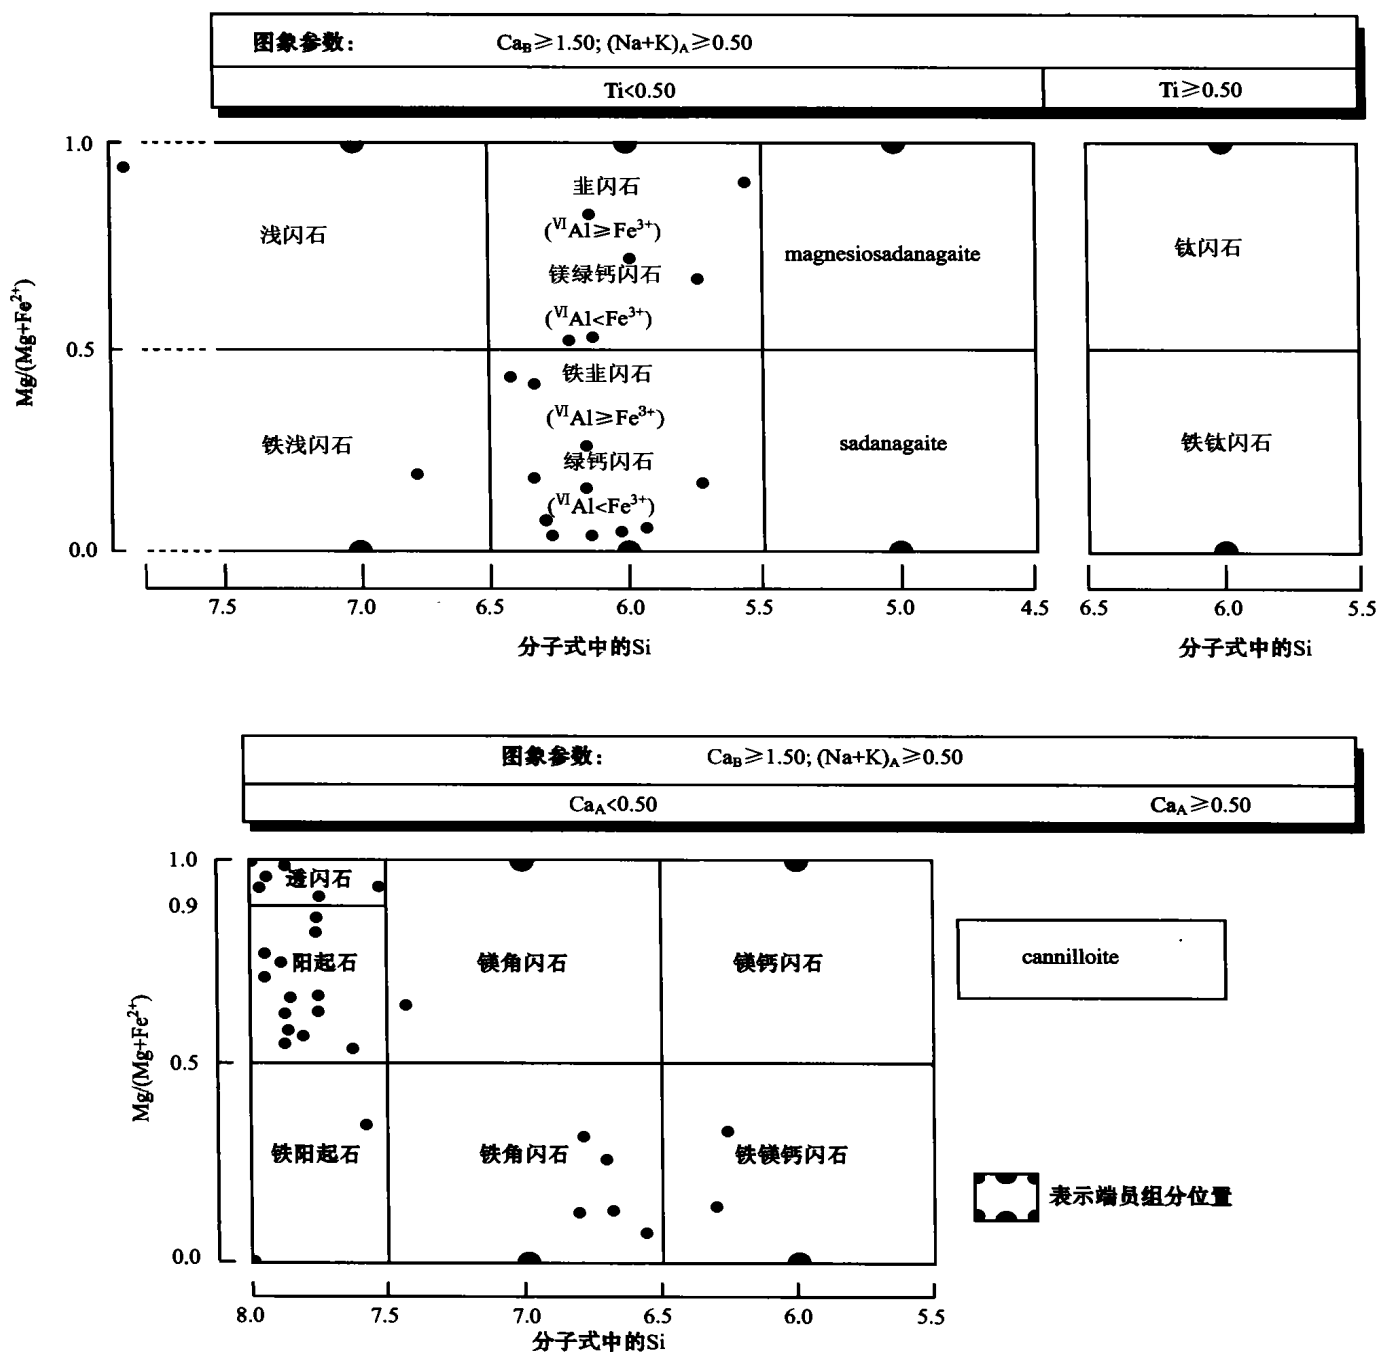 图象参数： Ca_B≥1.50; (Na+K)_A≥0.50
Ti<0.50 Ti≥0.50
1.0
韭闪石
(^VI Al≥Fe³⁺)
浅闪石
magnesiosadanagaite
钛闪石
镁绿钙闪石
(^VI Al<Fe³⁺)
Mg/(Mg+Fe²⁺)
0.5
铁韭闪石
(^VI Al≥Fe³⁺)
铁浅闪石
sadanagaite
铁钛闪石
绿钙闪石
(^VI Al<Fe³⁺)
0.0
7.5 7.0 6.5 6.0 5.5 5.0 4.5 6.5 6.0 5.5
分子式中的Si 分子式中的Si
图象参数： Ca_B≥1.50; (Na+K)_A≥0.50
Ca_A<0.50 Ca_A≥0.50
1.0
透闪石
0.9
阳起石 镁角闪石 镁钙闪石 cannilloite
Mg/(Mg+Fe²⁺)
0.5
铁阳起石 铁角闪石 铁镁钙闪石
表示端员组分位置
0.0
8.0 7.5 7.0 6.5 6.0 5.5
分子式中的Si